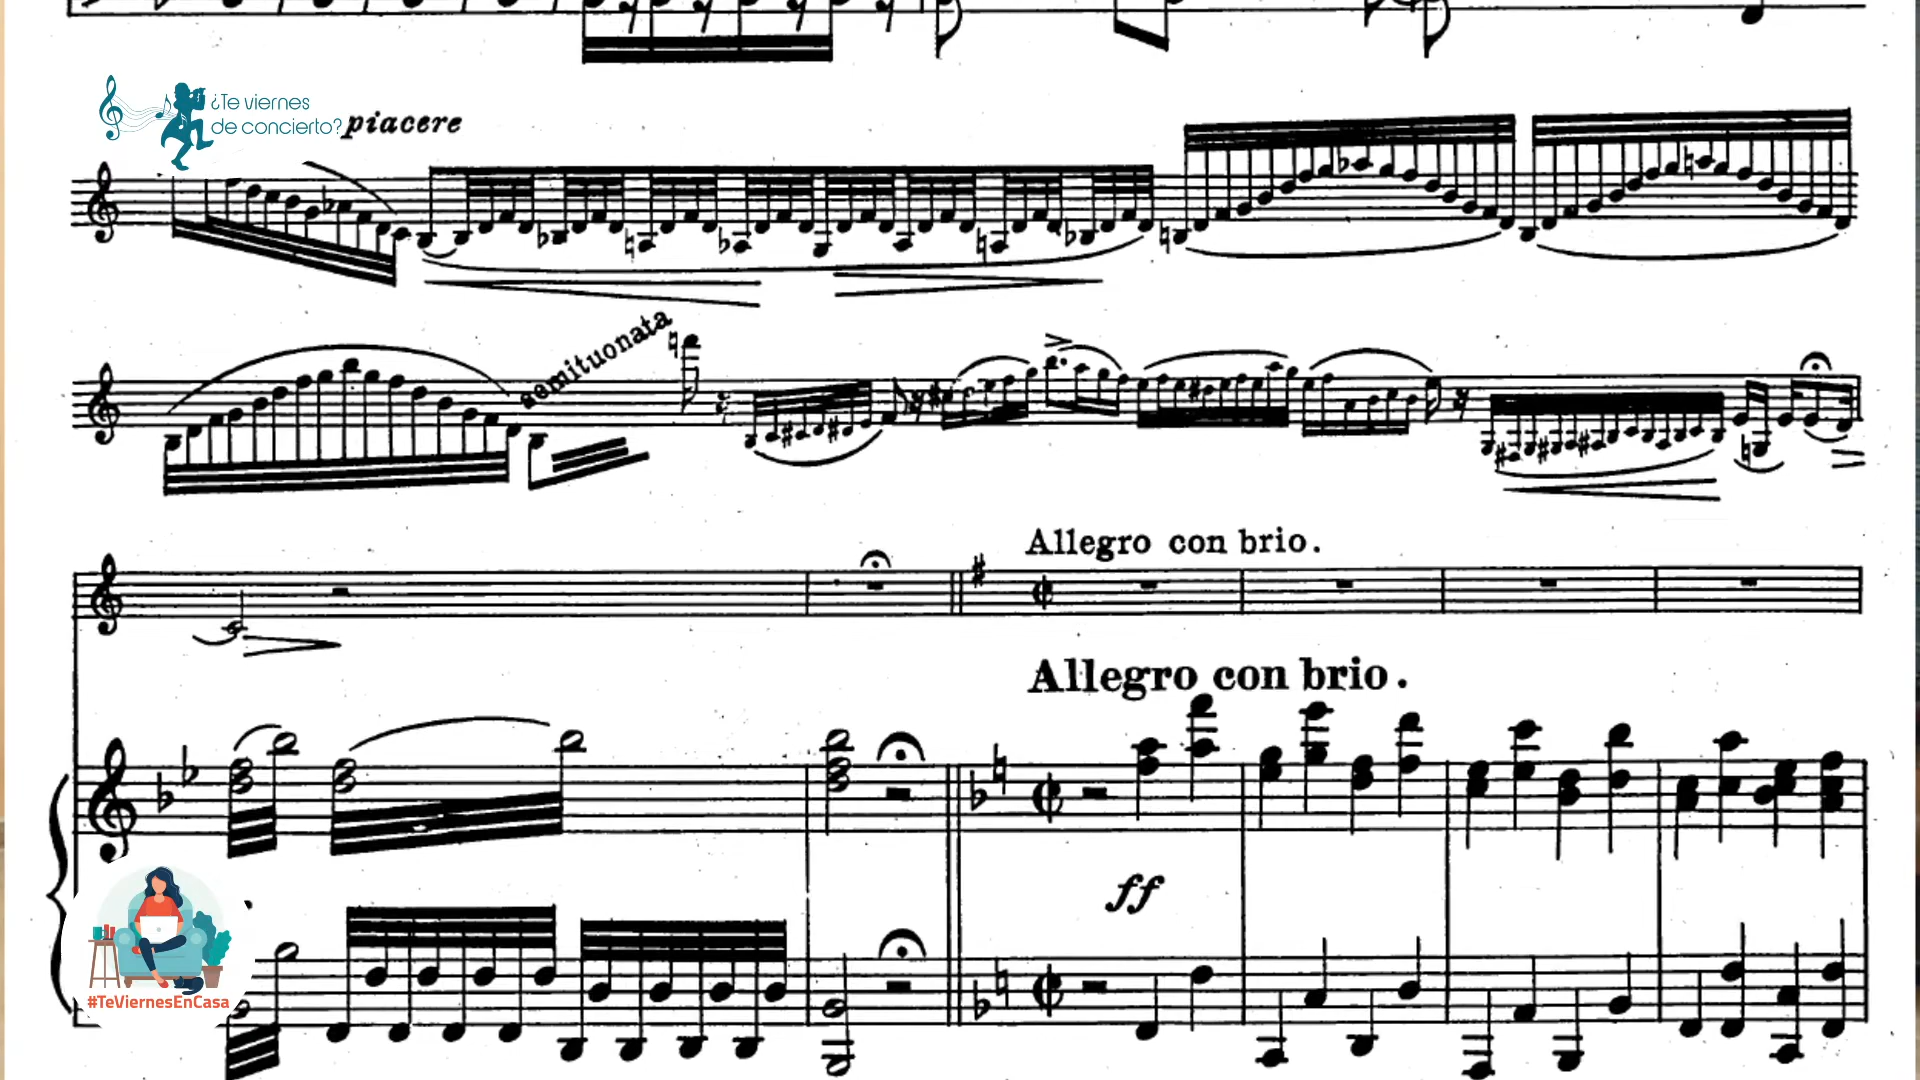 ¿Te viernes
de concierto?
piacere
semituonata
Allegro con brio.
Allegro con brio.
ff
#TeViernesEnCasa